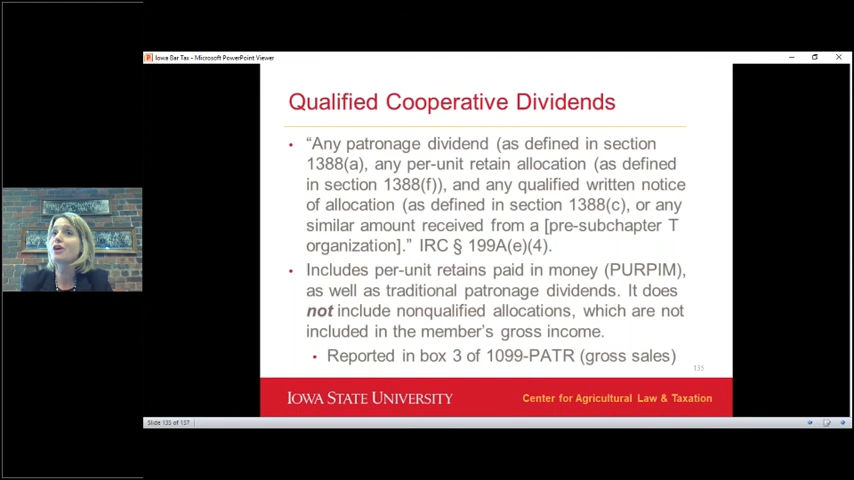 Iowa Bar Tax - Microsoft PowerPoint Viewer
Qualified Cooperative Dividends
• “Any patronage dividend (as defined in section
1388(a), any per-unit retain allocation (as defined
in section 1388(f)), and any qualified written notice
of allocation (as defined in section 1388(c), or any
similar amount received from a [pre-subchapter T
organization].” IRC § 199A(e)(4).
• Includes per-unit retains paid in money (PURPIM),
as well as traditional patronage dividends. It does
not include nonqualified allocations, which are not
included in the member’s gross income.
• Reported in box 3 of 1099-PATR (gross sales)
135
IOWA STATE UNIVERSITY
Center for Agricultural Law & Taxation
Slide 135 of 157